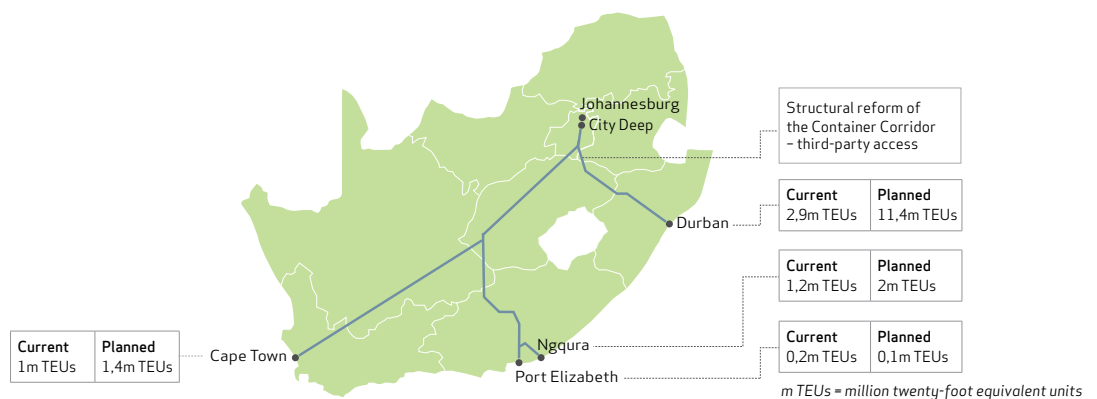 Johannesburg
City Deep
Structural reform of
the Container Corridor
– third-party access
Current Planned
2,9m TEUs 11,4m TEUs
Durban
Current Planned
1,2m TEUs 2m TEUs
Ngqura
Current Planned
0,2m TEUs 0,1m TEUs
Port Elizabeth
Current Planned
1m TEUs 1,4m TEUs
Cape Town
m TEUs = million twenty-foot equivalent units